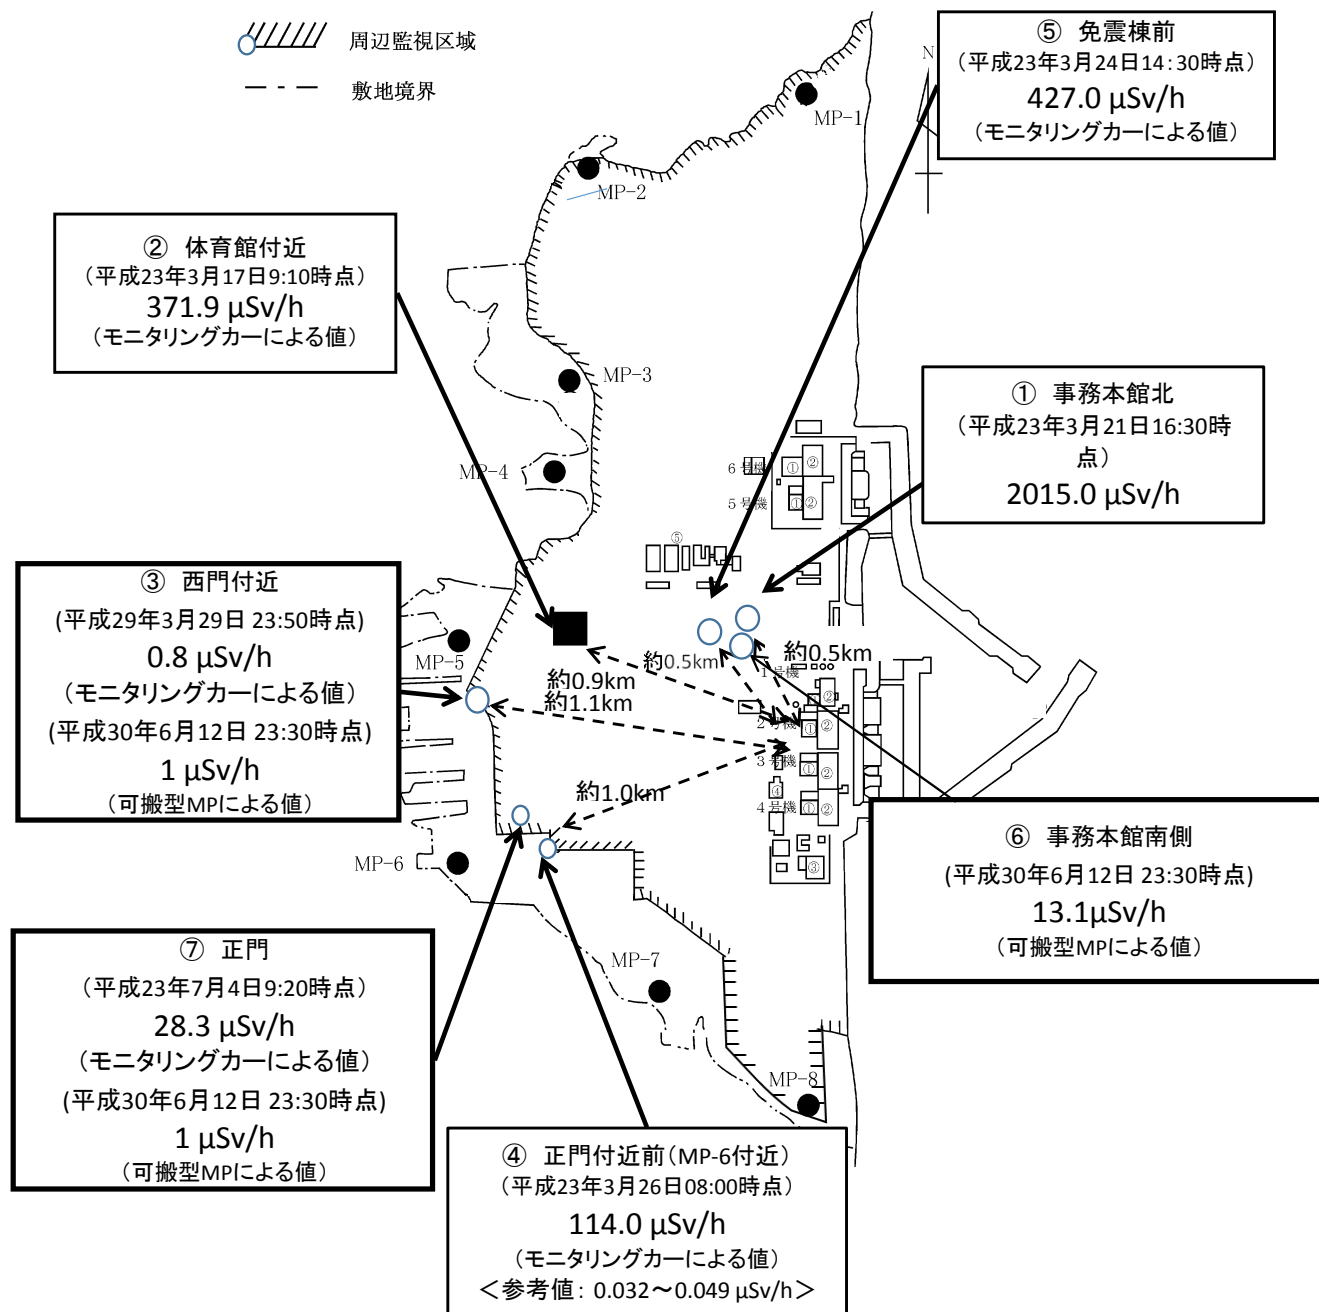 周辺監視区域
敷地境界
⑤ 免震棟前
(平成23年3月24日14:30時点)
427.0 μSv/h
(モニタリングカーによる値)
N
MP-1
MP-2
② 体育館付近
(平成23年3月17日9:10時点)
371.9 μSv/h
(モニタリングカーによる値)
MP-3
① 事務本館北
(平成23年3月21日16:30時
点)
2015.0 μSv/h
MP-4
6号機
① ②
5号機
① ②
⑤
③ 西門付近
(平成29年3月29日 23:50時点)
0.8 μSv/h
(モニタリングカーによる値)
(平成30年6月12日 23:30時点)
1 μSv/h
(可搬型MPによる値)
MP-5
約0.5km
約0.5km
約0.9km
約1.1km
1号機
②
2号機
① ②
3号機
① ②
約1.0km
④
4号機
① ②
③
MP-6
⑥ 事務本館南側
(平成30年6月12日 23:30時点)
13.1μSv/h
(可搬型MPによる値)
⑦ 正門
(平成23年7月4日9:20時点)
28.3 μSv/h
(モニタリングカーによる値)
(平成30年6月12日 23:30時点)
1 μSv/h
(可搬型MPによる値)
MP-7
MP-8
④ 正門付近前(MP-6付近)
(平成23年3月26日08:00時点)
114.0 μSv/h
(モニタリングカーによる値)
<参考値: 0.032~0.049 μSv/h>